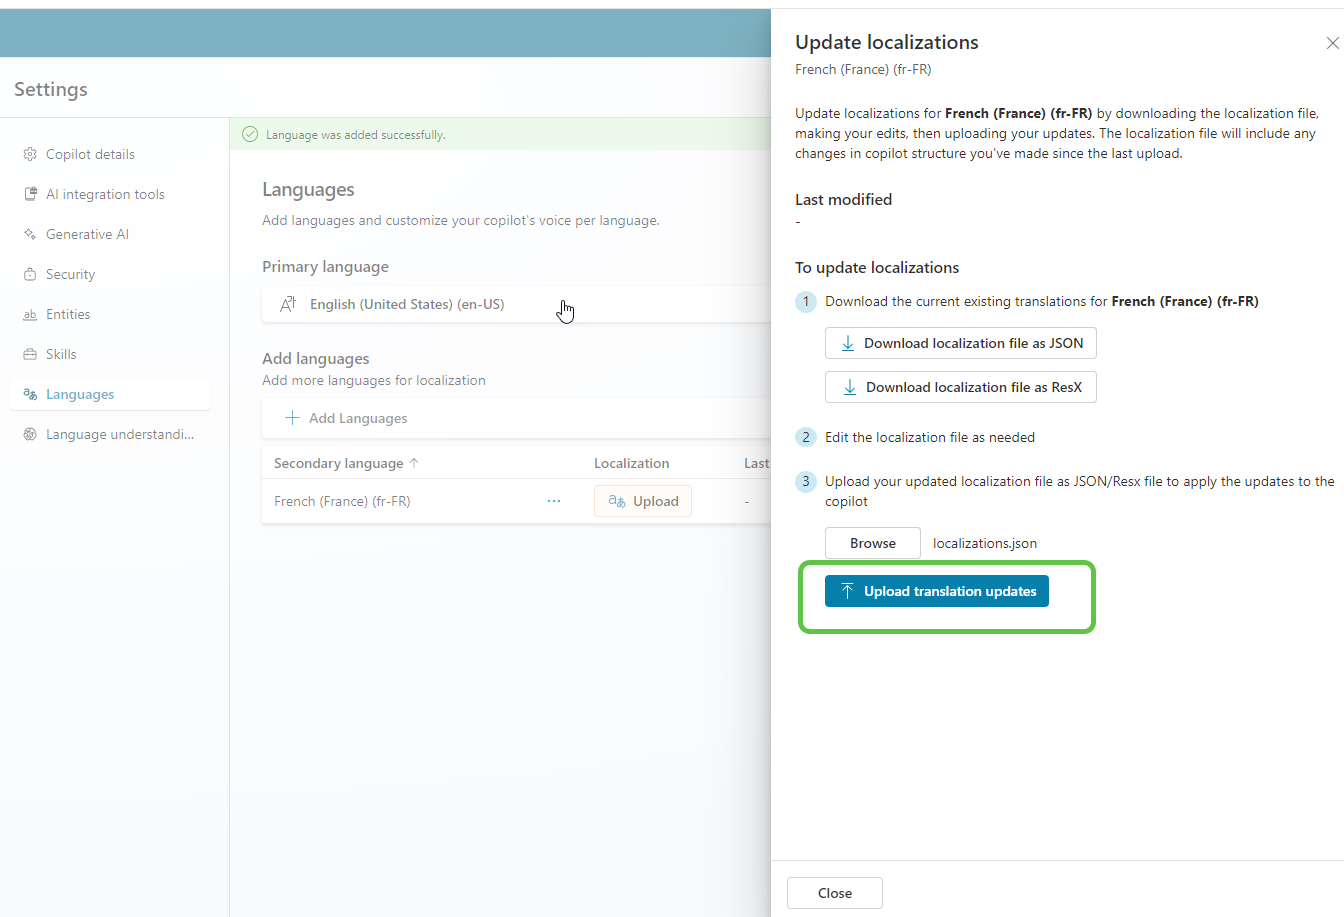 Settings
Copilot details
AI integration tools
Generative AI
Security
Entities
Skills
Languages
Language understandi...
Language was added successfully.
Languages
Add languages and customize your copilot's voice per language.
Primary language
English (United States) (en-US)
Add languages
Add more languages for localization
Add Languages
Secondary language Localization Last
French (France) (fr-FR) ... Upload -
Update localizations
French (France) (fr-FR)
Update localizations for French (France) (fr-FR) by downloading the localization file,
making your edits, then uploading your updates. The localization file will include any
changes in copilot structure you've made since the last upload.
Last modified
-
To update localizations
1 Download the current existing translations for French (France) (fr-FR)
Download localization file as JSON
Download localization file as ResX
2 Edit the localization file as needed
3 Upload your updated localization file as JSON/Resx file to apply the updates to the
copilot
Browse localizations.json
Upload translation updates
Close